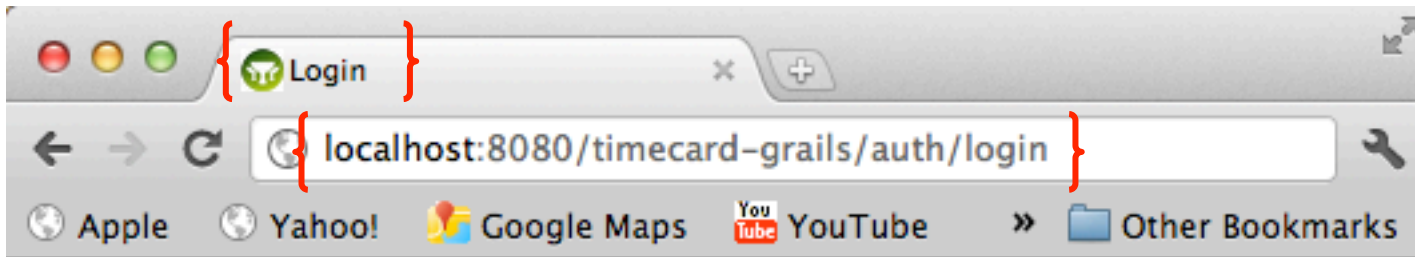 Login
localhost:8080/timecard-grails/auth/login
Apple Yahoo! Google Maps You Tube YouTube » Other Bookmarks